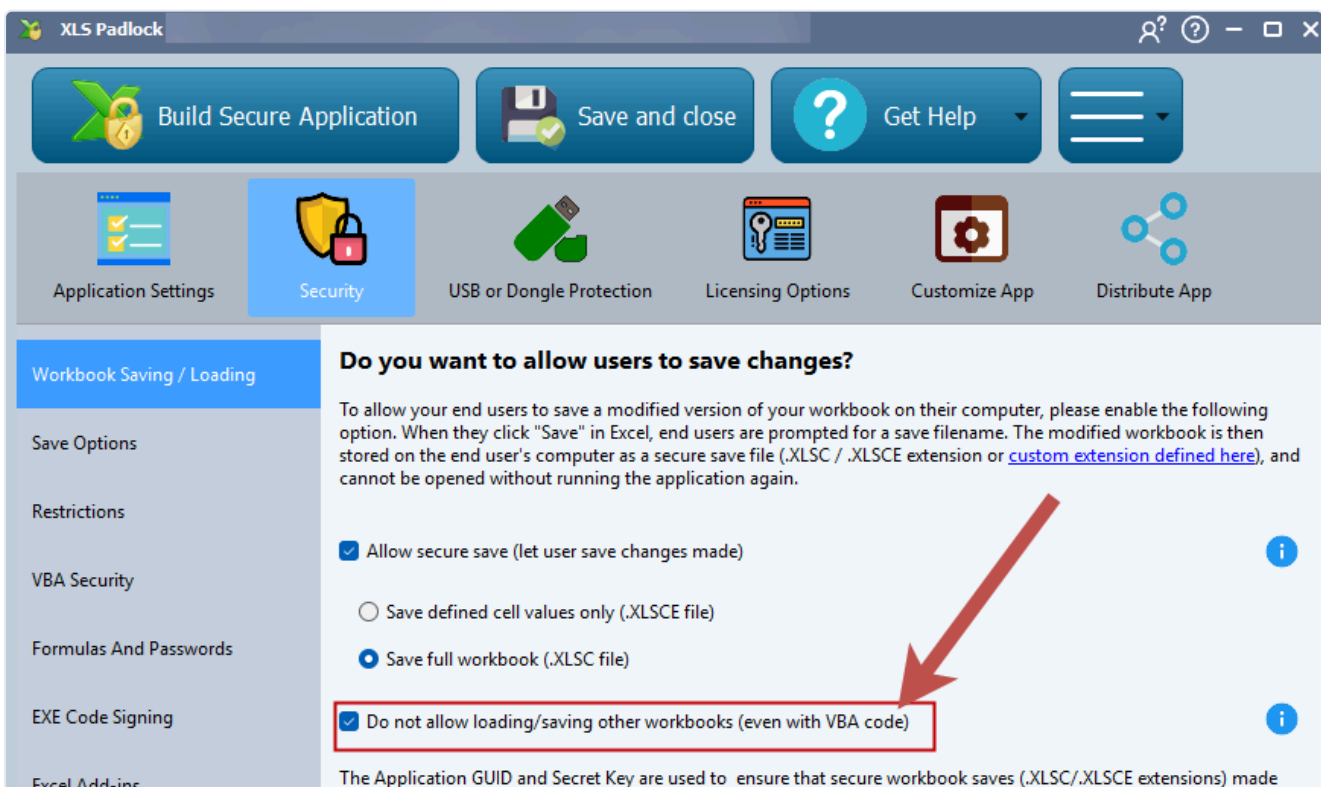 XLS Padlock
Build Secure Application
Save and close
Get Help
Application Settings
Security
USB or Dongle Protection
Licensing Options
Customize App
Distribute App
Workbook Saving / Loading
Save Options
Restrictions
VBA Security
Formulas And Passwords
EXE Code Signing
Excel Add-ins
Do you want to allow users to save changes?
To allow your end users to save a modified version of your workbook on their computer, please enable the following
option. When they click "Save" in Excel, end users are prompted for a save filename. The modified workbook is then
stored on the end user's computer as a secure save file (.XLSC / .XLSCE extension or custom extension defined here), and
cannot be opened without running the application again.
Allow secure save (let user save changes made)
Save defined cell values only (.XLSCE file)
Save full workbook (.XLSC file)
Do not allow loading/saving other workbooks (even with VBA code)
The Application GUID and Secret Key are used to ensure that secure workbook saves (.XLSC/.XLSCE extensions) made